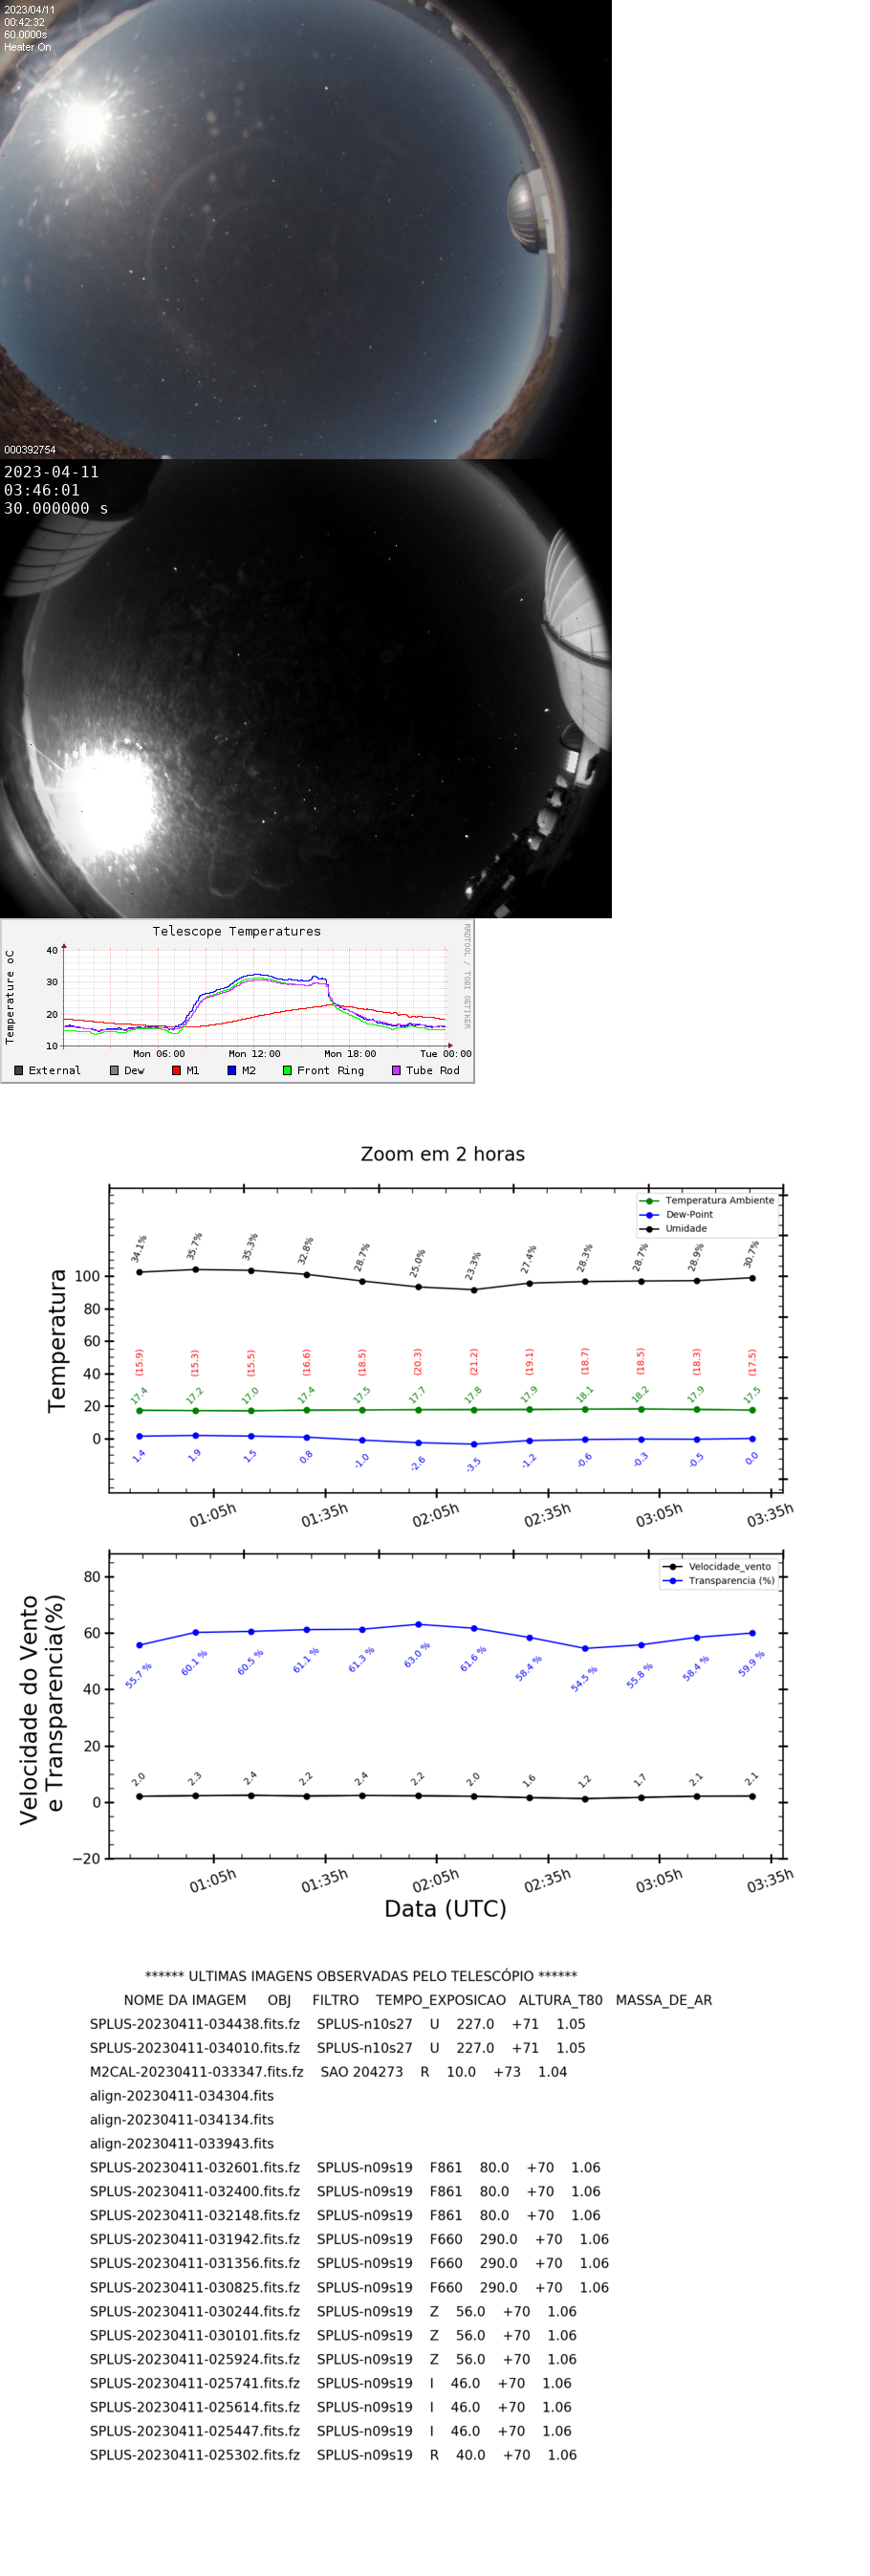 2023/04/11
00:42:32
60.0000s
Heater On
000392754
2023-04-11
03:46:01
30.000000 s
Telescope Temperatures
RRDTOOL / TOBI OETIKER
Temperature oC
40
30
20
10
Mon 06:00 Mon 12:00 Mon 18:00 Tue 00:00
External Dew M1 M2 Front Ring Tube Rod
Zoom em 2 horas
Temperatura Ambiente
Dew-Point
Umidade
Temperatura
100
80
60
40
20
0
34.1% 35.7% 35.3% 32.8% 28.7% 25.0% 23.3% 27.4% 28.3% 28.7% 28.9% 30.7%
(15.9) (15.3) (15.5) (16.6) (18.5) (20.3) (21.2) (19.1) (18.7) (18.5) (18.3) (17.5)
17.4 17.2 17.0 17.4 17.5 17.7 17.8 17.9 18.1 18.2 17.9 17.5
1.4 1.9 1.5 0.8 -1.0 -2.6 -3.5 -1.2 -0.6 -0.3 -0.5 0.0
01:05h 01:35h 02:05h 02:35h 03:05h 03:35h
Velocidade_vento
Transparencia (%)
Velocidade do Vento
e Transparencia(%)
80
60
40
20
0
−20
55.7 % 60.1 % 60.5 % 61.1 % 61.3 % 63.0 % 61.6 % 58.4 % 54.5 % 55.8 % 58.4 % 59.9 %
2.0 2.3 2.4 2.2 2.4 2.2 2.0 1.6 1.2 1.7 2.1 2.1
01:05h 01:35h 02:05h 02:35h 03:05h 03:35h
Data (UTC)
****** ULTIMAS IMAGENS OBSERVADAS PELO TELESCÓPIO ******
NOME DA IMAGEM OBJ FILTRO TEMPO_EXPOSICAO ALTURA_T80 MASSA_DE_AR
SPLUS-20230411-034438.fits.fz SPLUS-n10s27 U 227.0 +71 1.05
SPLUS-20230411-034010.fits.fz SPLUS-n10s27 U 227.0 +71 1.05
M2CAL-20230411-033347.fits.fz SAO 204273 R 10.0 +73 1.04
align-20230411-034304.fits
align-20230411-034134.fits
align-20230411-033943.fits
SPLUS-20230411-032601.fits.fz SPLUS-n09s19 F861 80.0 +70 1.06
SPLUS-20230411-032400.fits.fz SPLUS-n09s19 F861 80.0 +70 1.06
SPLUS-20230411-032148.fits.fz SPLUS-n09s19 F861 80.0 +70 1.06
SPLUS-20230411-031942.fits.fz SPLUS-n09s19 F660 290.0 +70 1.06
SPLUS-20230411-031356.fits.fz SPLUS-n09s19 F660 290.0 +70 1.06
SPLUS-20230411-030825.fits.fz SPLUS-n09s19 F660 290.0 +70 1.06
SPLUS-20230411-030244.fits.fz SPLUS-n09s19 Z 56.0 +70 1.06
SPLUS-20230411-030101.fits.fz SPLUS-n09s19 Z 56.0 +70 1.06
SPLUS-20230411-025924.fits.fz SPLUS-n09s19 Z 56.0 +70 1.06
SPLUS-20230411-025741.fits.fz SPLUS-n09s19 I 46.0 +70 1.06
SPLUS-20230411-025614.fits.fz SPLUS-n09s19 I 46.0 +70 1.06
SPLUS-20230411-025447.fits.fz SPLUS-n09s19 I 46.0 +70 1.06
SPLUS-20230411-025302.fits.fz SPLUS-n09s19 R 40.0 +70 1.06